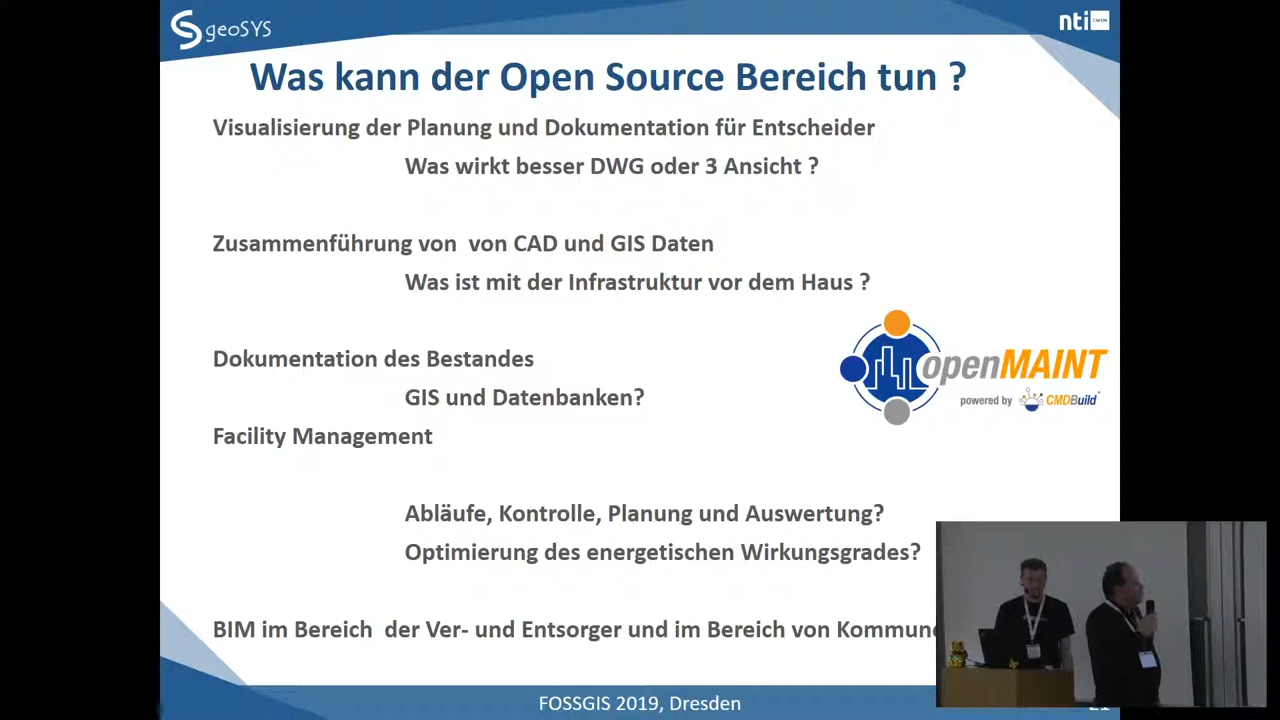 geoSYS
nti
CWSM
Was kann der Open Source Bereich tun ?
Visualisierung der Planung und Dokumentation für Entscheider
Was wirkt besser DWG oder 3 Ansicht ?
Zusammenführung von von CAD und GIS Daten
Was ist mit der Infrastruktur vor dem Haus ?
Dokumentation des Bestandes
openMAINT
GIS und Datenbanken?
powered by CMDBuild
Facility Management
Abläufe, Kontrolle, Planung und Auswertung?
Optimierung des energetischen Wirkungsgrades?
BIM im Bereich der Ver- und Entsorger und im Bereich von
FOSSGIS 2019, Dresden
21